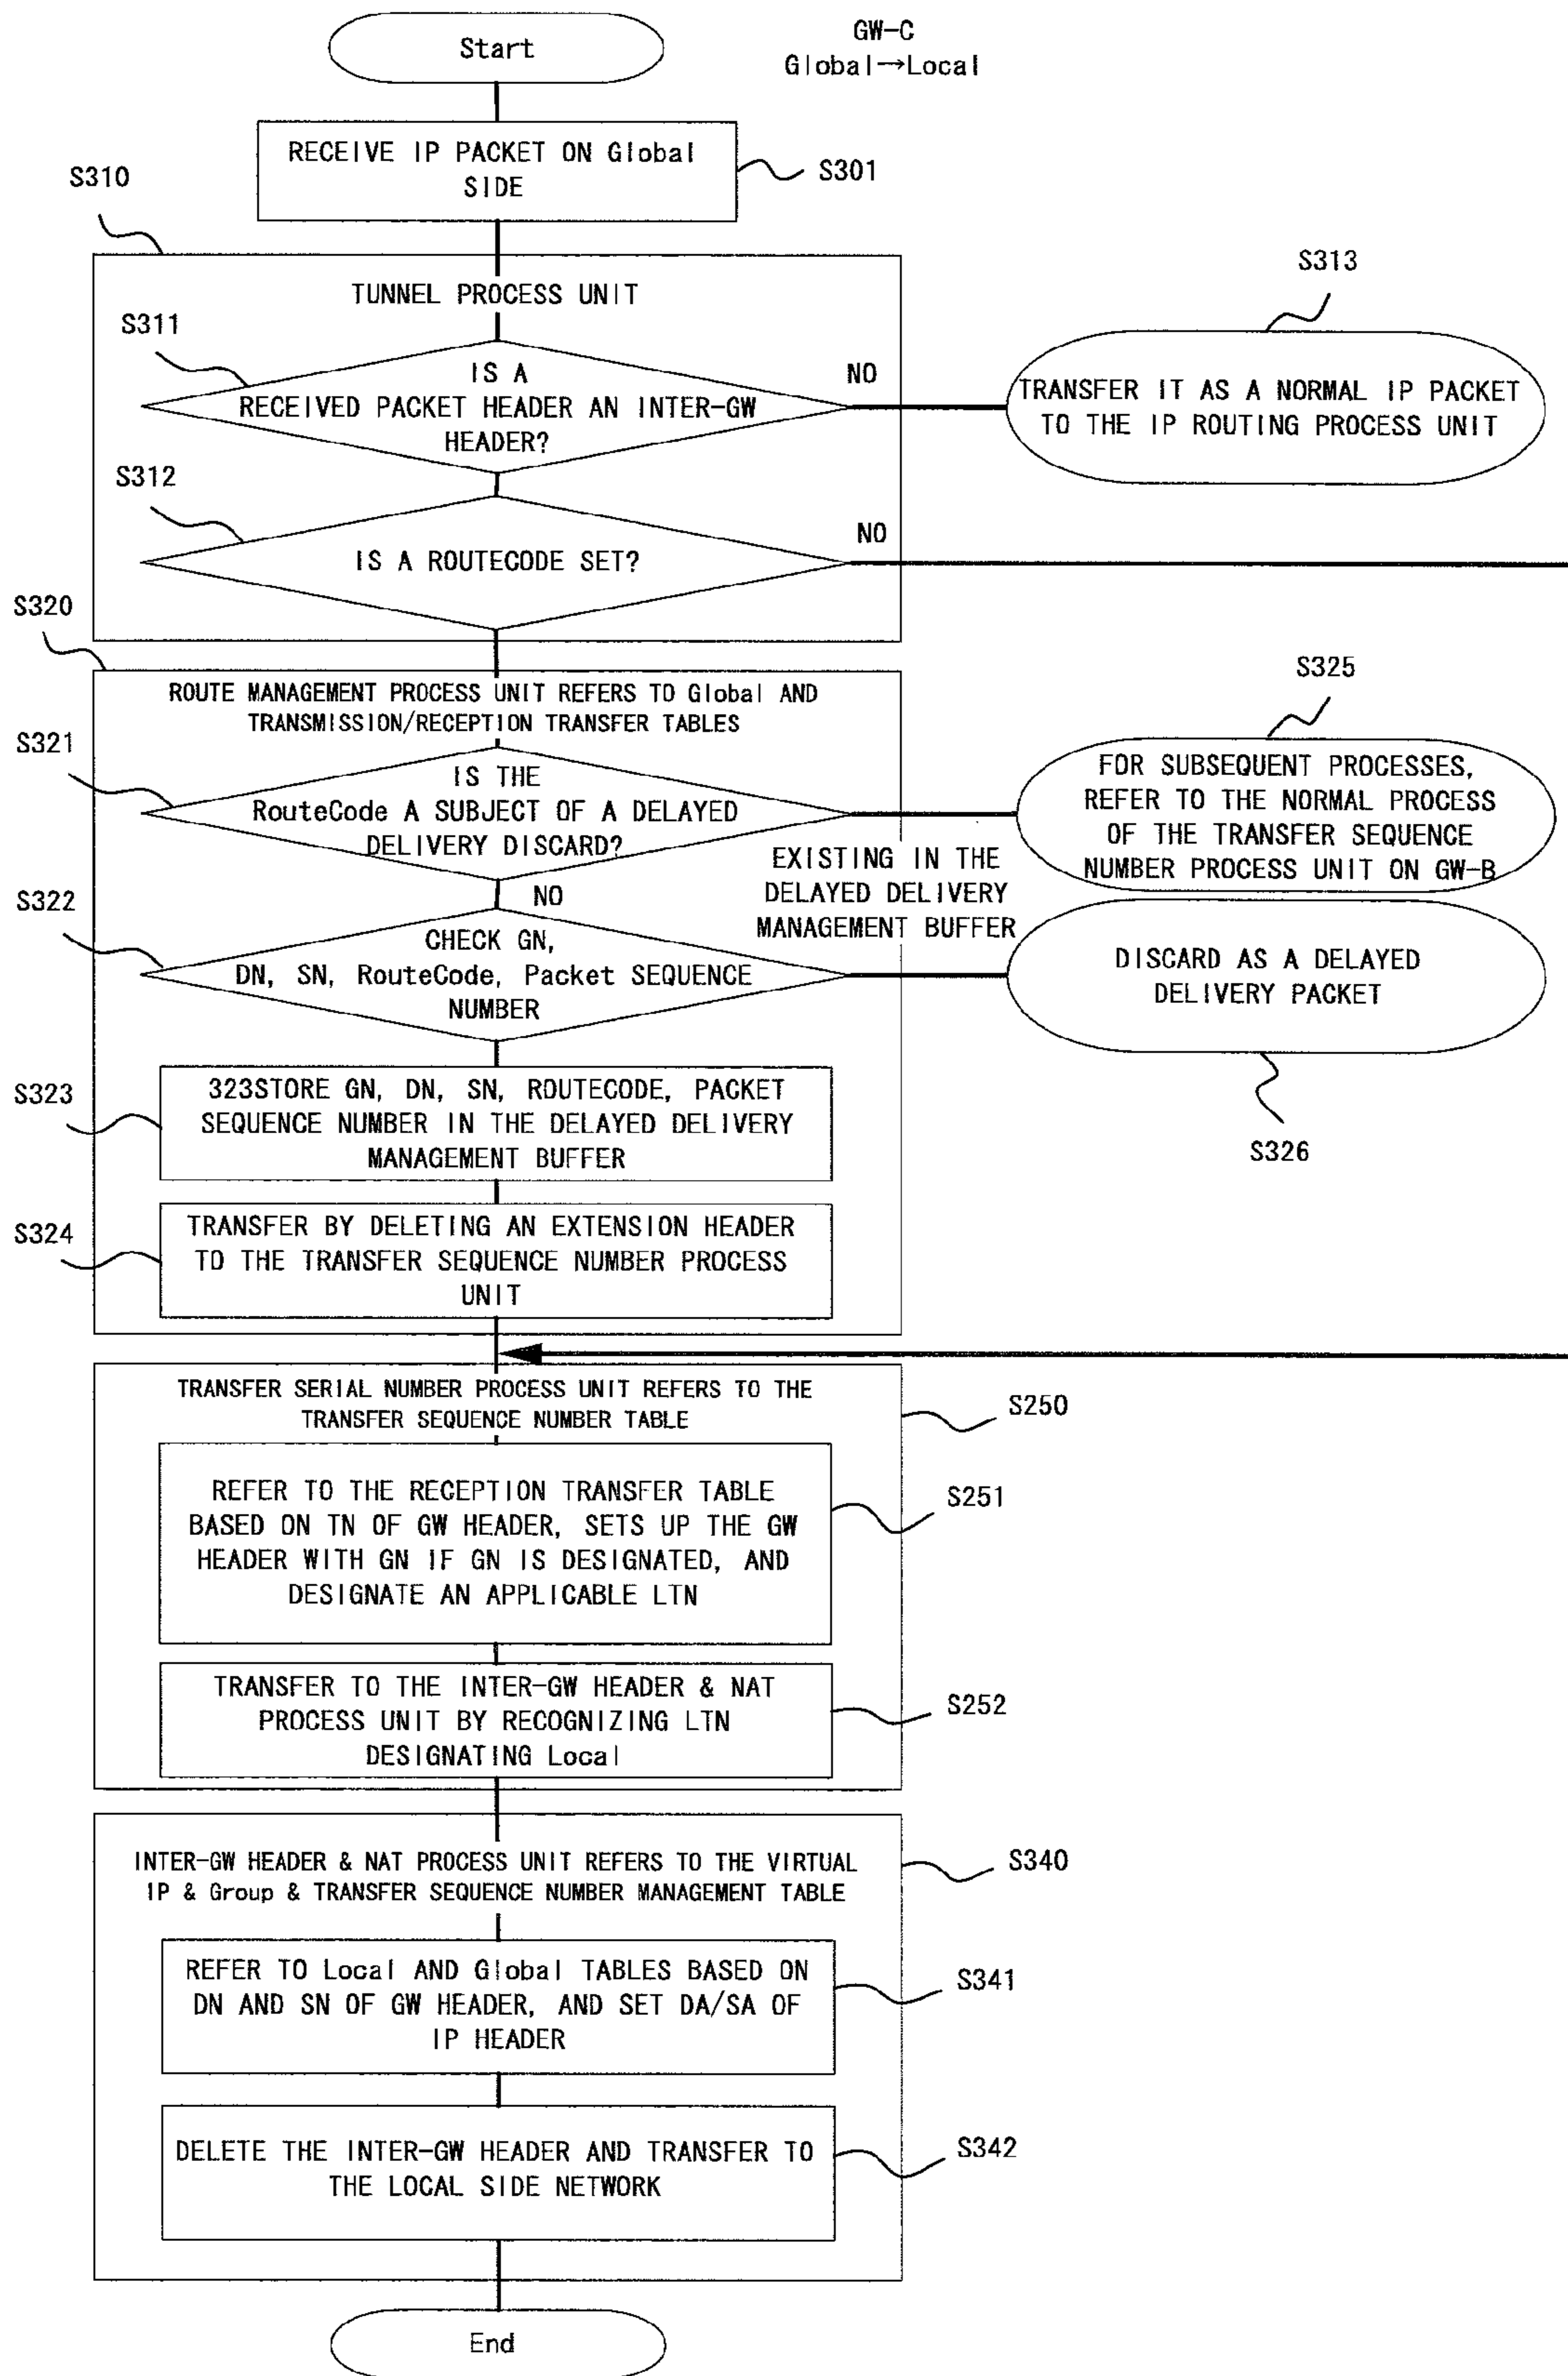 Start
GW-C
Global→Local
RECEIVE IP PACKET ON Global
SIDE
S301
S310
TUNNEL PROCESS UNIT
S311
IS A
RECEIVED PACKET HEADER AN INTER-GW
HEADER?
NO
S313
TRANSFER IT AS A NORMAL IP PACKET
TO THE IP ROUTING PROCESS UNIT
S312
IS A ROUTECODE SET?
NO
S320
ROUTE MANAGEMENT PROCESS UNIT REFERS TO Global AND
TRANSMISSION/RECEPTION TRANSFER TABLES
S321
IS THE
RouteCode A SUBJECT OF A DELAYED
DELIVERY DISCARD?
NO
S325
FOR SUBSEQUENT PROCESSES,
REFER TO THE NORMAL PROCESS
OF THE TRANSFER SEQUENCE
NUMBER PROCESS UNIT ON GW-B
EXISTING IN THE
DELAYED DELIVERY
MANAGEMENT BUFFER
S322
CHECK GN,
DN, SN, RouteCode, Packet SEQUENCE
NUMBER
DISCARD AS A DELAYED
DELIVERY PACKET
S326
S323
323STORE GN, DN, SN, ROUTECODE, PACKET
SEQUENCE NUMBER IN THE DELAYED DELIVERY
MANAGEMENT BUFFER
S324
TRANSFER BY DELETING AN EXTENSION HEADER
TO THE TRANSFER SEQUENCE NUMBER PROCESS
UNIT
TRANSFER SERIAL NUMBER PROCESS UNIT REFERS TO THE
TRANSFER SEQUENCE NUMBER TABLE
S250
REFER TO THE RECEPTION TRANSFER TABLE
BASED ON TN OF GW HEADER, SETS UP THE GW
HEADER WITH GN IF GN IS DESIGNATED, AND
DESIGNATE AN APPLICABLE LTN
S251
TRANSFER TO THE INTER-GW HEADER & NAT
PROCESS UNIT BY RECOGNIZING LTN
DESIGNATING Local
S252
INTER-GW HEADER & NAT PROCESS UNIT REFERS TO THE VIRTUAL
IP & Group & TRANSFER SEQUENCE NUMBER MANAGEMENT TABLE
S340
REFER TO Local AND Global TABLES BASED ON
DN AND SN OF GW HEADER, AND SET DA/SA OF
IP HEADER
S341
DELETE THE INTER-GW HEADER AND TRANSFER TO
THE LOCAL SIDE NETWORK
S342
End